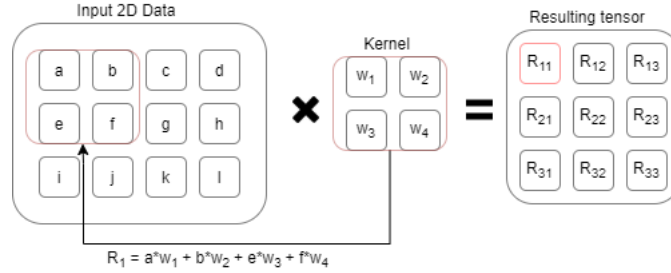 Input 2D Data
Kernel
Resulting tensor
a b c d
e f g h
i j k l
w₁ w₂
w₃ w₄
R₁₁ R₁₂ R₁₃
R₂₁ R₂₂ R₂₃
R₃₁ R₃₂ R₃₃
R₁ = a*w₁ + b*w₂ + e*w₃ + f*w₄